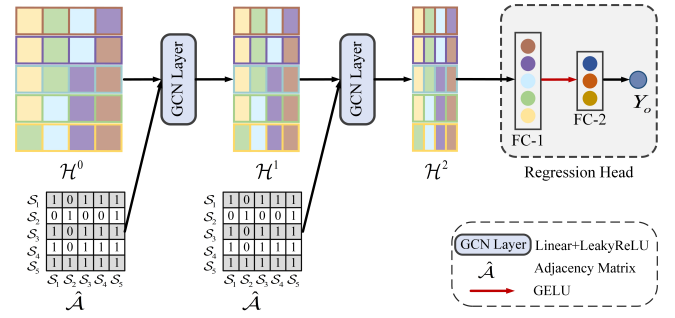 GCN Layer
GCN Layer
FC-1
FC-2
Y_o
H^0
H^1
H^2
Regression Head
S_1 1 0 1 1 1
S_2 0 1 0 0 1
S_3 1 0 1 1 1
S_4 1 0 1 1 1
S_5 1 1 1 1 1
S_1 S_2 S_3 S_4 S_5
Â
S_1 1 0 1 1 1
S_2 0 1 0 0 1
S_3 1 0 1 1 1
S_4 1 0 1 1 1
S_5 1 1 1 1 1
S_1 S_2 S_3 S_4 S_5
Â
GCN Layer Linear+LeakyReLU
Â Adjacency Matrix
GELU